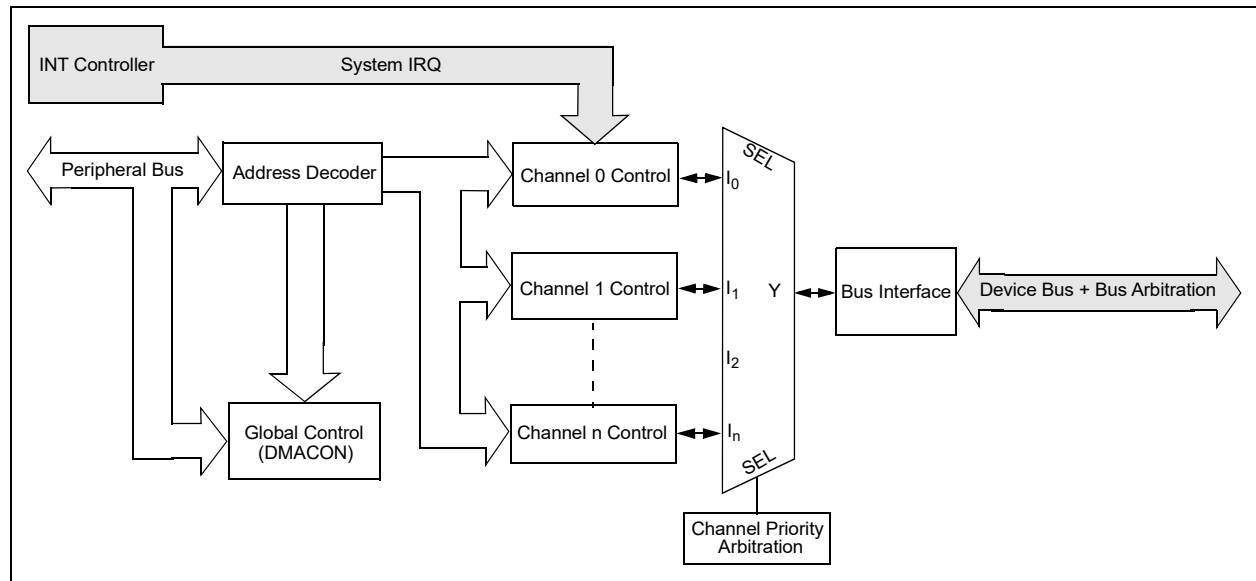 INT Controller
System IRQ
Peripheral Bus
Address Decoder
Channel 0 Control
SEL
I0
Channel 1 Control
I1
Y
Bus Interface
Device Bus + Bus Arbitration
I2
Global Control
(DMACON)
Channel n Control
In
SEL
Channel Priority
Arbitration